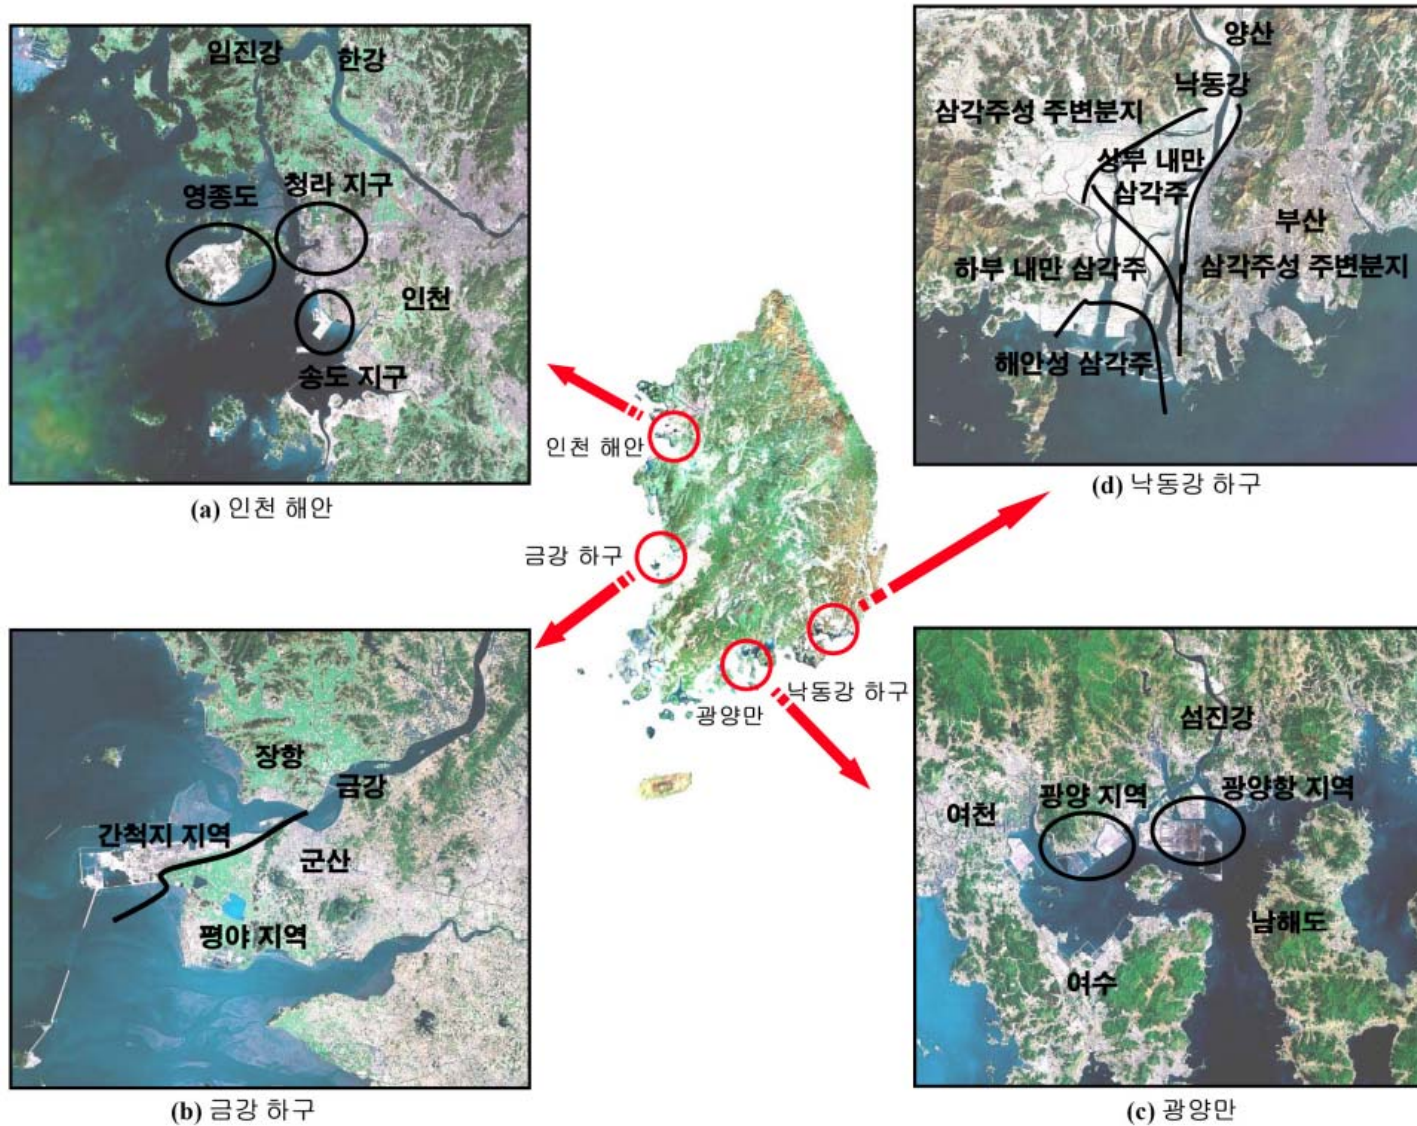 임진강
한강
영종도
청라 지구
인천
송도 지구
(a) 인천 해안
양산
낙동강
삼각주성 주변분지
상부 내만
삼각주
부산
하부 내만 삼각주
삼각주성 주변분지
해안성 삼각주
(d) 낙동강 하구
인천 해안
금강 하구
낙동강 하구
광양만
장항
금강
간척지 지역
군산
평야 지역
(b) 금강 하구
섬진강
광양 지역
광양항 지역
여천
남해도
여수
(c) 광양만